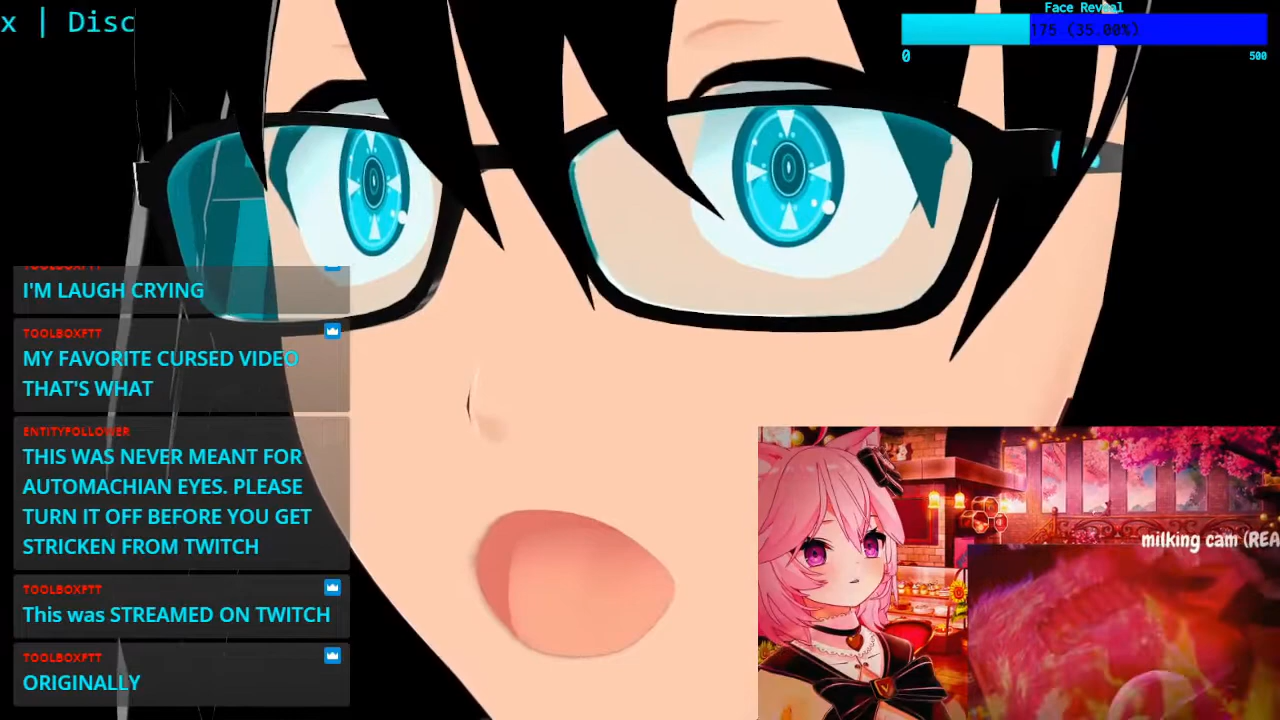 x | Disc
Face Reveal
175 (35.00%)
0
500
TOOLBOXFTT
I'M LAUGH CRYING
TOOLBOXFTT
MY FAVORITE CURSED VIDEO
THAT'S WHAT
ENTITYFOLLOWER
THIS WAS NEVER MEANT FOR
AUTOMACHIAN EYES. PLEASE
TURN IT OFF BEFORE YOU GET
STRICKEN FROM TWITCH
TOOLBOXFTT
This was STREAMED ON TWITCH
TOOLBOXFTT
ORIGINALLY
milking cam (REA